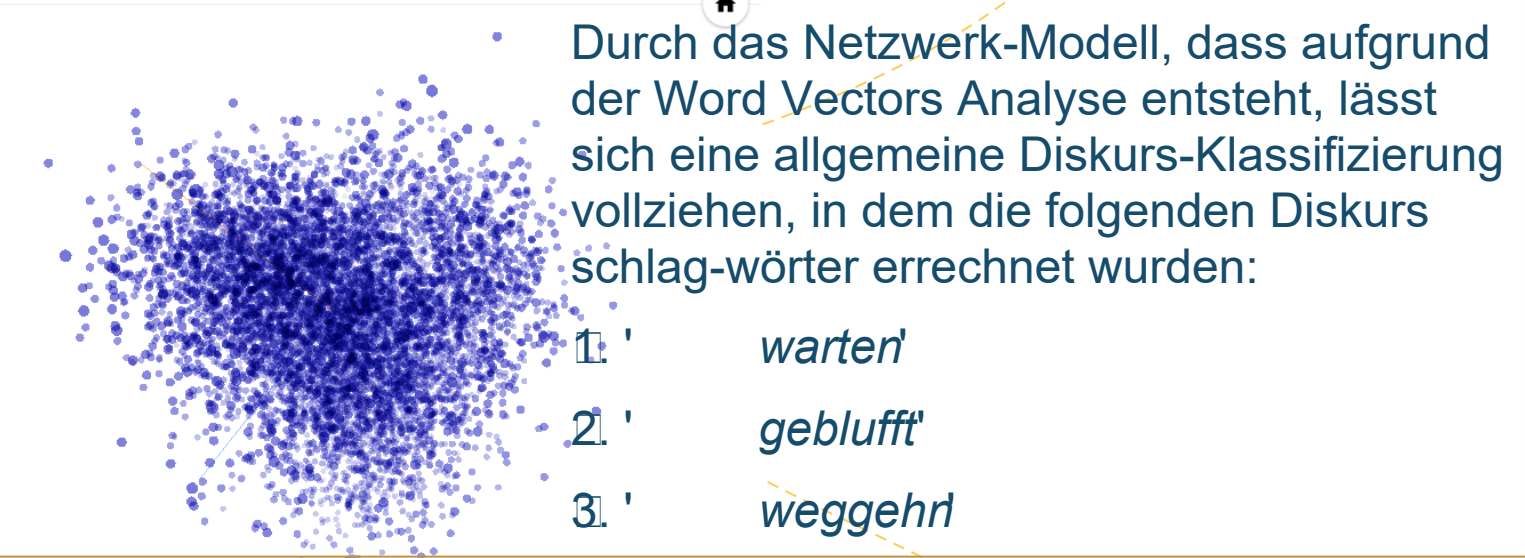 Durch das Netzwerk-Modell, dass aufgrund
der Word Vectors Analyse entsteht, lässt
sich eine allgemeine Diskurs-Klassifizierung
vollziehen, in dem die folgenden Diskurs
schlag-wörter errechnet wurden:
1. ' warten'
2. ' geblufft'
3. ' weggehn'